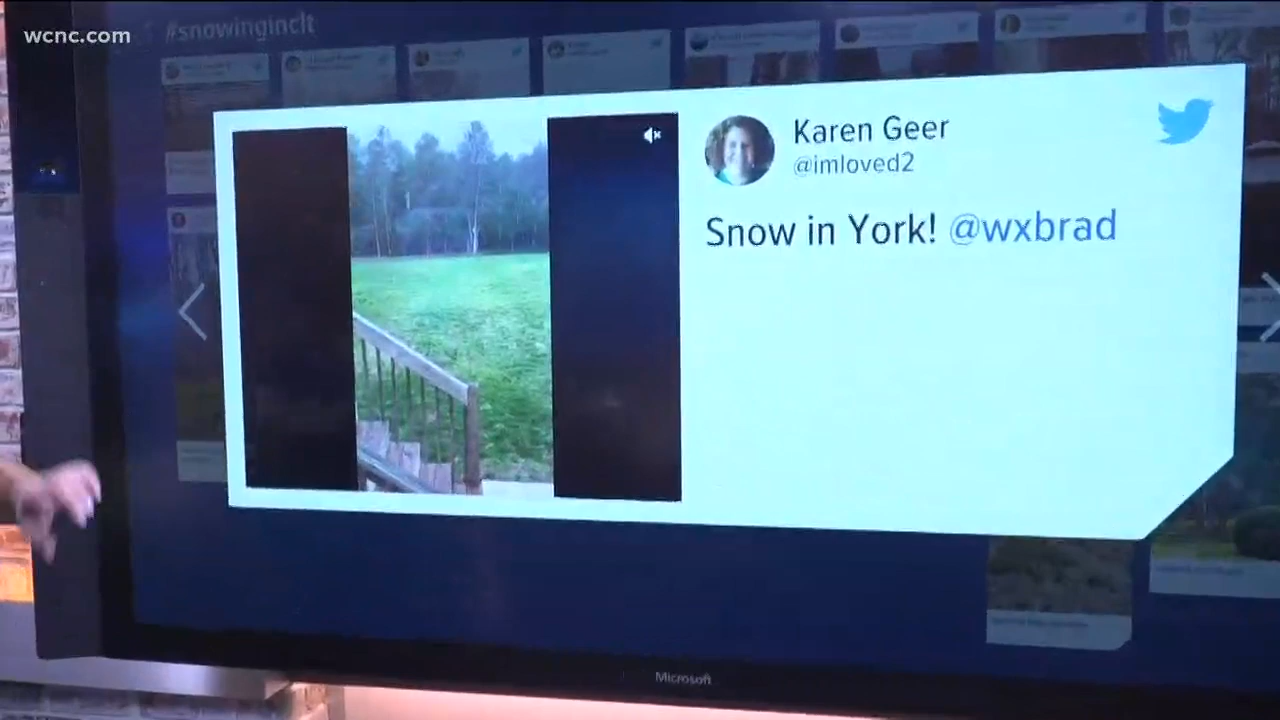 wcnc.com
#snowinginclt
Karen Geer
@imloved2
Snow in York! @wxbrad
Microsoft